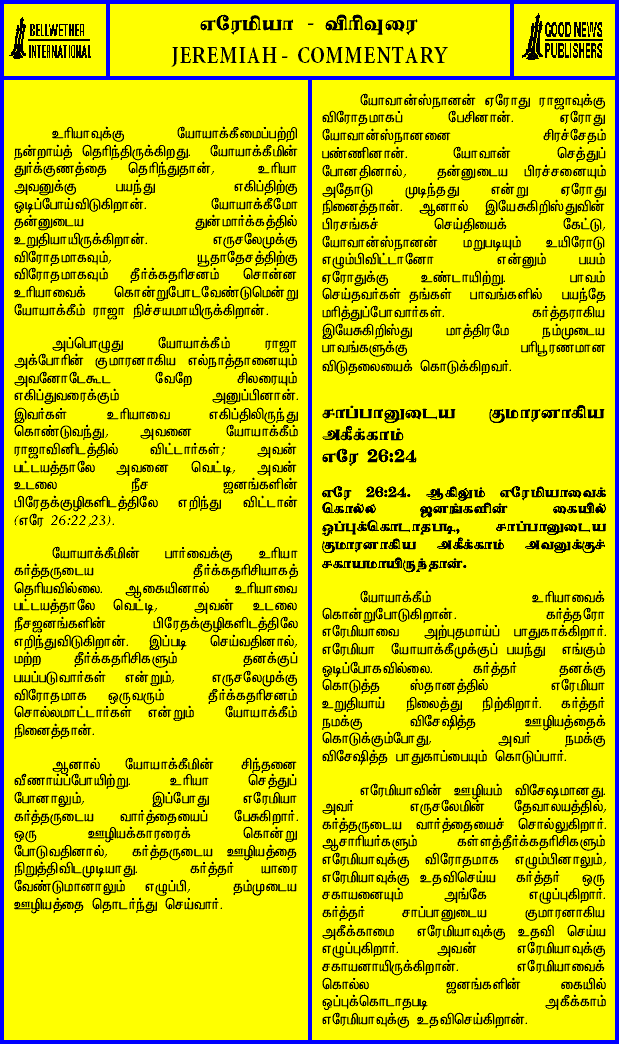 BELLWETHER
INTERNATIONAL
எரேமியா - விரிவுரை
JEREMIAH - COMMENTARY
GOOD NEWS
PUBLISHERS
உரியாவுக்கு யோயாக்கீமைப்பற்றி
நன்றாய்த் தெரிந்திருக்கிறது. யோயாக்கீமின்
துர்க்குணத்தை தெரிந்துதான், உரியா
அவனுக்கு பயந்து எகிப்திற்கு
ஓடிப்போய்விடுகிறான். யோயாக்கீமோ
தன்னுடைய துன்மார்க்கத்தில்
உறுதியாயிருக்கிறான். எருசலேமுக்கு
விரோதமாகவும், யூதாதேசத்திற்கு
விரோதமாகவும் தீர்க்கதரிசனம் சொன்ன
உரியாவைக் கொன்றுபோடவேண்டுமென்று
யோயாக்கீம் ராஜா நிச்சயமாயிருக்கிறான்.
அப்பொழுது யோயாக்கீம் ராஜா
அக்போரின் குமாரனாகிய எல்நாத்தானையும்
அவனோடேகூட வேறே சிலரையும்
எகிப்துவரைக்கும் அனுப்பினான்.
இவர்கள் உரியாவை எகிப்திலிருந்து
கொண்டுவந்து, அவனை யோயாக்கீம்
ராஜாவினிடத்தில் விட்டார்கள்; அவன்
பட்டயத்தாலே அவனை வெட்டி, அவன்
உடலை நீச ஜனங்களின்
பிரேதக்குழிகளிடத்திலே எறிந்து விட்டான்
(எரே 26:22,23).
யோயாக்கீமின் பார்வைக்கு உரியா
கர்த்தருடைய தீர்க்கதரிசியாகத்
தெரியவில்லை. ஆகையினால் உரியாவை
பட்டயத்தாலே வெட்டி, அவன் உடலை
நீசஜனங்களின் பிரேதக்குழிகளிடத்திலே
எறிந்துவிடுகிறான். இப்படி செய்வதினால்,
மற்ற தீர்க்கதரிசிகளும் தனக்குப்
பயப்படுவார்கள் என்றும், எருசலேமுக்கு
விரோதமாக ஒருவரும் தீர்க்கதரிசனம்
சொல்லமாட்டார்கள் என்றும் யோயாக்கீம்
நினைத்தான்.
ஆனால் யோயாக்கீமின் சிந்தனை
வீணாய்ப்போயிற்று. உரியா செத்துப்
போனாலும், இப்போது எரேமியா
கர்த்தருடைய வார்த்தையைப் பேசுகிறார்.
ஒரு ஊழியக்காரரைக் கொன்று
போடுவதினால், கர்த்தருடைய ஊழியத்தை
நிறுத்திவிடமுடியாது. கர்த்தர் யாரை
வேண்டுமானாலும் எழுப்பி, தம்முடைய
ஊழியத்தை தொடர்ந்து செய்வார்.
யோவான்ஸ்நானன் ஏரோது ராஜாவுக்கு
விரோதமாகப் பேசினான். ஏரோது
யோவான்ஸ்நானனை சிரச்சேதம்
பண்ணினான். யோவான் செத்துப்
போனதினால், தன்னுடைய பிரச்சனையும்
அதோடு முடிந்தது என்று ஏரோது
நினைத்தான். ஆனால் இயேசுகிறிஸ்துவின்
பிரசங்கச் செய்தியைக் கேட்டு,
யோவான்ஸ்நானன் மறுபடியும் உயிரோடு
எழும்பிவிட்டானோ என்னும் பயம்
ஏரோதுக்கு உண்டாயிற்று. பாவம்
செய்தவர்கள் தங்கள் பாவங்களில் பயந்தே
மரித்துப்போவார்கள். கர்த்தராகிய
இயேசுகிறிஸ்து மாத்திரமே நம்முடைய
பாவங்களுக்கு பரிபூரணமான
விடுதலையைக் கொடுக்கிறவர்.
சாப்பானுடைய குமாரனாகிய
அகீக்காம்
எரே 26:24
எரே 26:24. ஆகிலும் எரேமியாவைக்
கொல்ல ஜனங்களின் கையில்
ஒப்புக்கொடாதபடி, சாப்பானுடைய
குமாரனாகிய அகீக்காம் அவனுக்குச்
சகாயமாயிருந்தான்.
யோயாக்கீம் உரியாவைக்
கொன்றுபோடுகிறான். கர்த்தரோ
எரேமியாவை அற்புதமாய்ப் பாதுகாக்கிறார்.
எரேமியா யோயாக்கீமுக்குப் பயந்து எங்கும்
ஓடிப்போகவில்லை. கர்த்தர் தனக்கு
கொடுத்த ஸ்தானத்தில் எரேமியா
உறுதியாய் நிலைத்து நிற்கிறார். கர்த்தர்
நமக்கு விசேஷித்த ஊழியத்தைக்
கொடுக்கும்போது, அவர் நமக்கு
விசேஷித்த பாதுகாப்பையும் கொடுப்பார்.
எரேமியாவின் ஊழியம் விசேஷமானது.
அவர் எருசலேமின் தேவாலயத்தில்,
கர்த்தருடைய வார்த்தையைச் சொல்லுகிறார்.
ஆசாரியர்களும் கள்ளத்தீர்க்கதரிசிகளும்
எரேமியாவுக்கு விரோதமாக எழும்பினாலும்,
எரேமியாவுக்கு உதவிசெய்ய கர்த்தர் ஒரு
சகாயனையும் அங்கே எழுப்புகிறார்.
கர்த்தர் சாப்பானுடைய குமாரனாகிய
அகீக்காமை எரேமியாவுக்கு உதவி செய்ய
எழுப்புகிறார். அவன் எரேமியாவுக்கு
சகாயனாயிருக்கிறான். எரேமியாவைக்
கொல்ல ஜனங்களின் கையில்
ஒப்புக்கொடாதபடி அகீக்காம்
எரேமியாவுக்கு உதவிசெய்கிறான்.